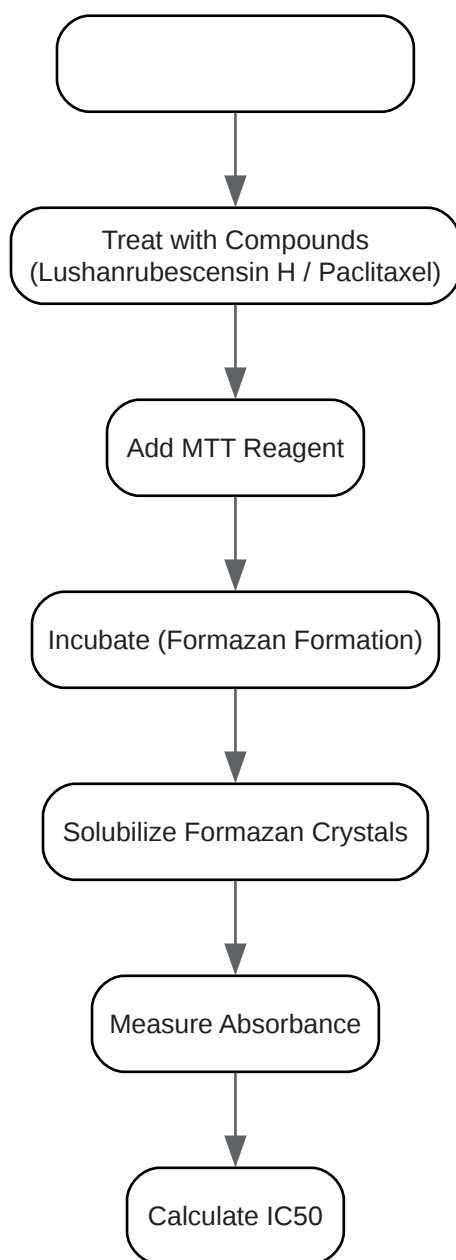 Treat with Compounds
(Lushanrubescensin H / Paclitaxel)
Add MTT Reagent
Incubate (Formazan Formation)
Solubilize Formazan Crystals
Measure Absorbance
Calculate IC50